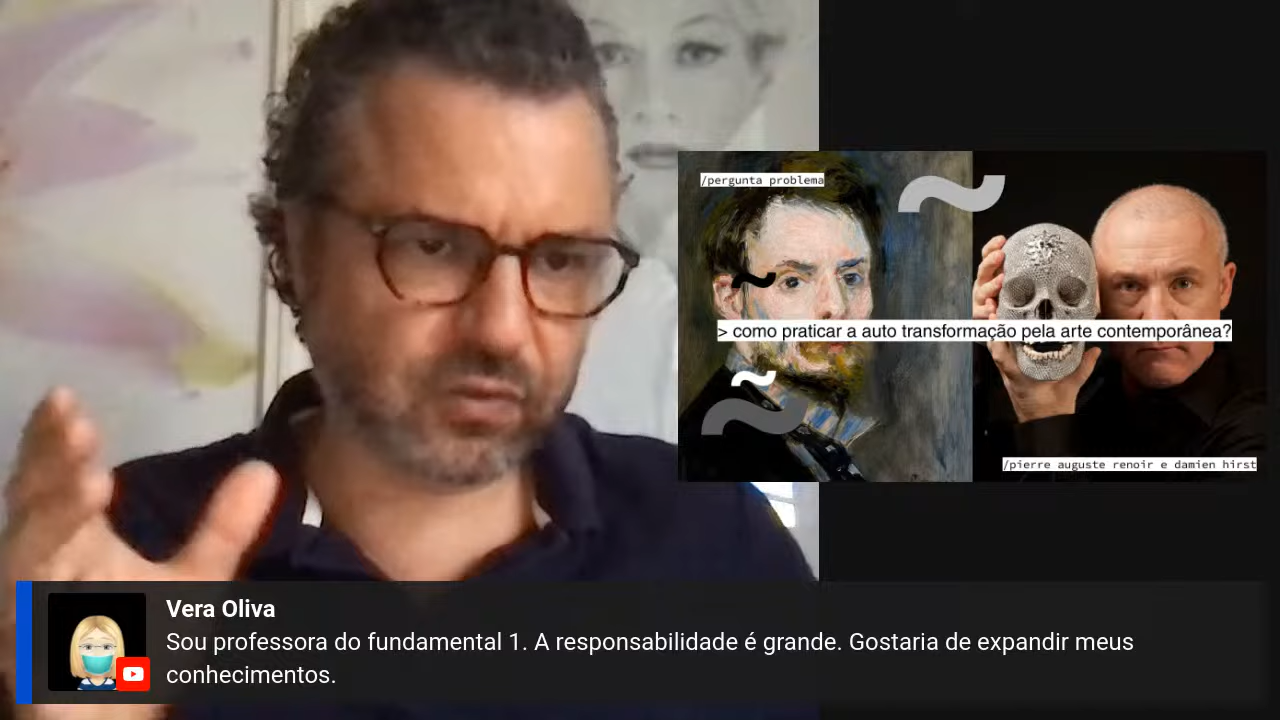 /pergunta problema
> como praticar a auto transformação pela arte contemporânea?
/pierre auguste renoir e damien hirst
Vera Oliva
Sou professora do fundamental 1. A responsabilidade é grande. Gostaria de expandir meus
conhecimentos.